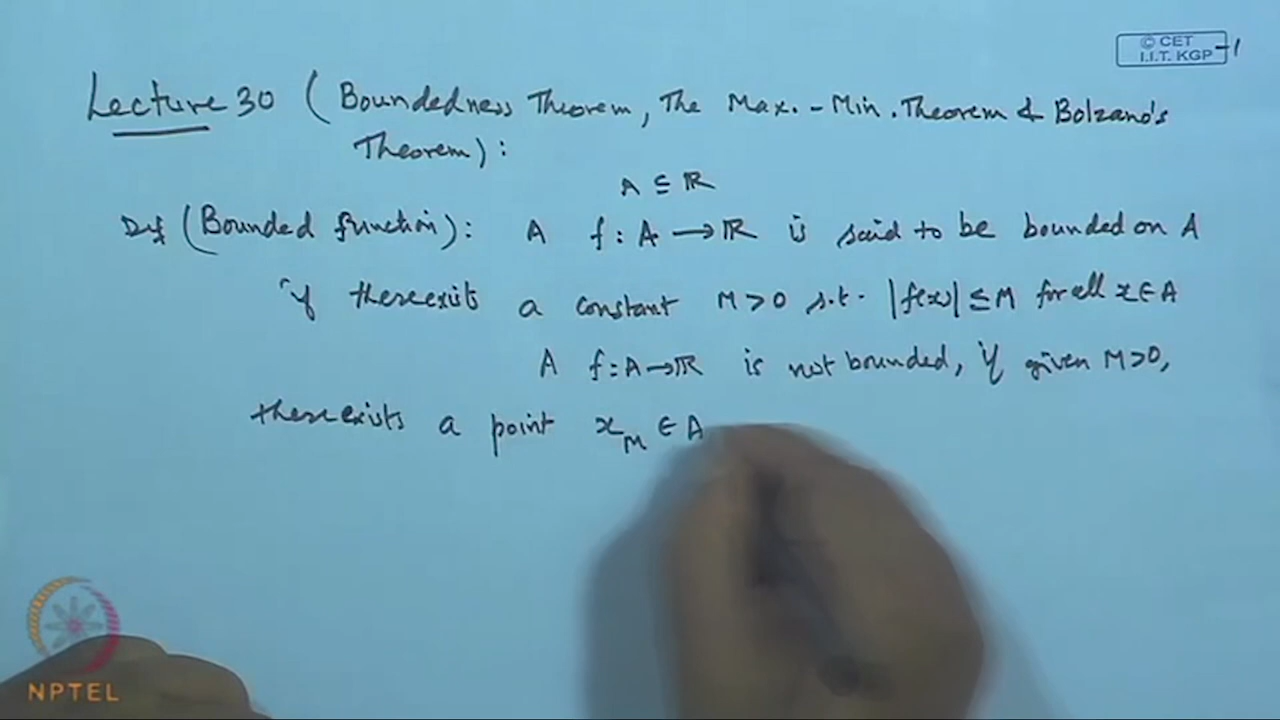 © CET
I.I.T. KGP -1
Lecture 30 (Boundedness Theorem, The Max. - Min. Theorem & Bolzano's
Theorem):
A ⊆ ℝ
Def (Bounded function): A f: A → ℝ is said to be bounded on A
if there exists a constant M>0 s.t. |f(x)| ≤ M for all x ∈ A
A f: A → ℝ is not bounded, if given M>0,
there exists a point x_M ∈ A
NPTEL